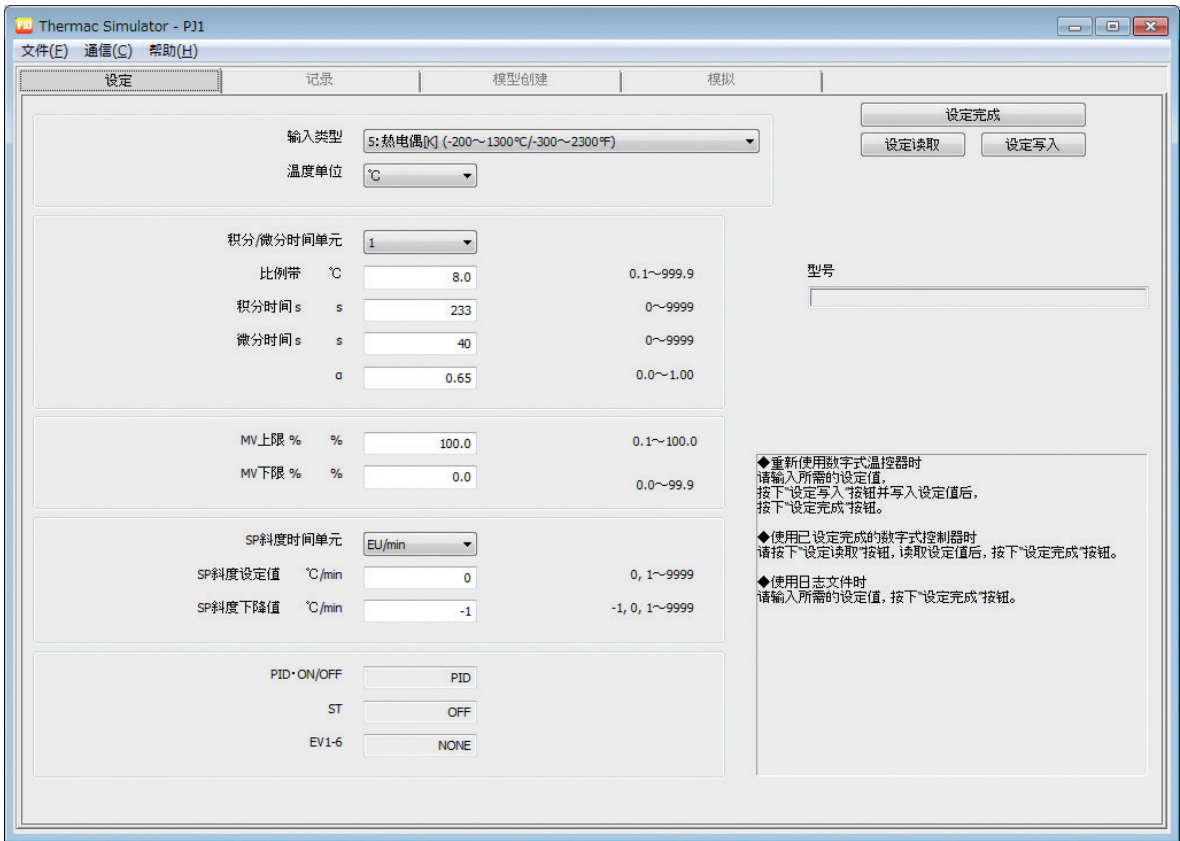 PID Thermac Simulator - PJ1
文件(F) 通信(C) 帮助(H)
设定 记录 模型创建 模拟
设定完成
设定读取 设定写入
输入类型 5:热电偶[K] (-200～1300℃/-300～2300℉)
温度单位 ℃
积分/微分时间单元 1
比例带 ℃ 8.0 0.1～999.9
积分时间s s 233 0～9999
微分时间s s 40 0～9999
α 0.65 0.0～1.00
型号
MV上限 % % 100.0 0.1～100.0
MV下限 % % 0.0 0.0～99.9
SP斜度时间单元 EU/min
SP斜度设定值 ℃/min 0 0, 1～9999
SP斜度下降值 ℃/min -1 -1, 0, 1～9999
PID・ON/OFF PID
ST OFF
EV1-6 NONE
◆重新使用数字式温控器时
请输入所需的设定值,
按下"设定写入"按钮并写入设定值后,
按下"设定完成"按钮。
◆使用已设定完成的数字式控制器时
请按下"设定读取"按钮, 读取设定值后, 按下"设定完成"按钮。
◆使用日志文件时
请输入所需的设定值, 按下"设定完成"按钮。